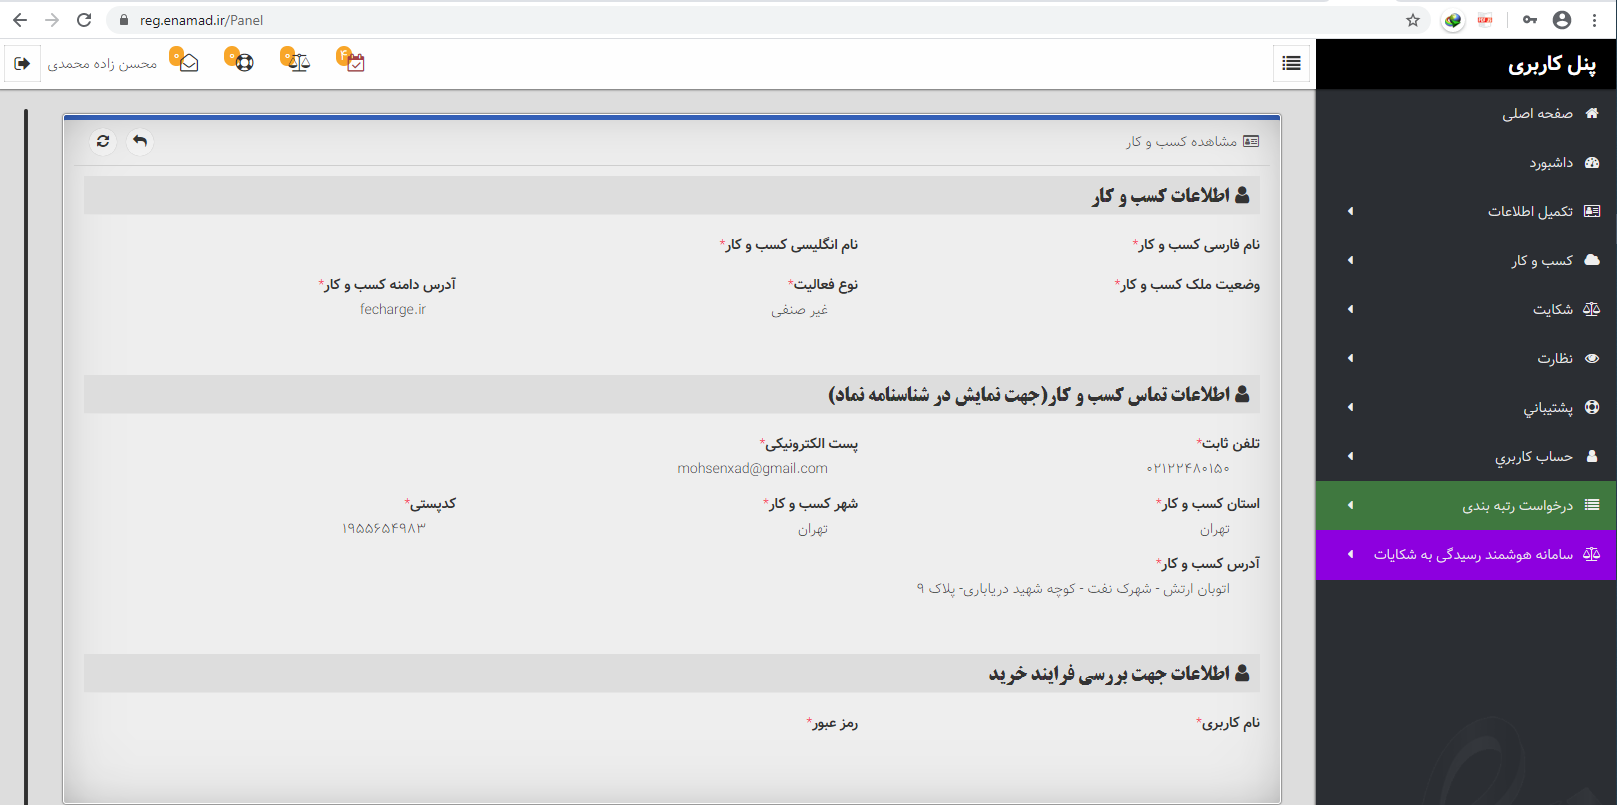 reg.enamad.ir/Panel
پنل کاربری
محسن زاده محمدی
۰
۰
۰
۴
صفحه اصلی
داشبورد
تکمیل اطلاعات
کسب و کار
شکایت
نظارت
پشتیباني
حساب کاربري
درخواست رتبه بندی
سامانه هوشمند رسیدگی به شکایات
مشاهده کسب و کار
اطلاعات کسب و کار
نام فارسی کسب و کار*
نام انگلیسی کسب و کار*
وضعیت ملک کسب و کار*
نوع فعالیت*
آدرس دامنه کسب و کار*
غیر صنفی
fecharge.ir
اطلاعات تماس کسب و کار(جهت نمایش در شناسنامه نماد)
تلفن ثابت*
پست الکترونیکی*
۰۲۱۲۲۴۸۰۱۵۰
mohsenxad@gmail.com
استان کسب و کار*
شهر کسب و کار*
کدپستی*
تهران
تهران
۱۹۵۵۶۵۴۹۸۳
آدرس کسب و کار*
اتوبان ارتش - شهرک نفت - کوچه شهید دریاباری- پلاک ۹
اطلاعات جهت بررسی فرایند خرید
نام کاربری*
رمز عبور*